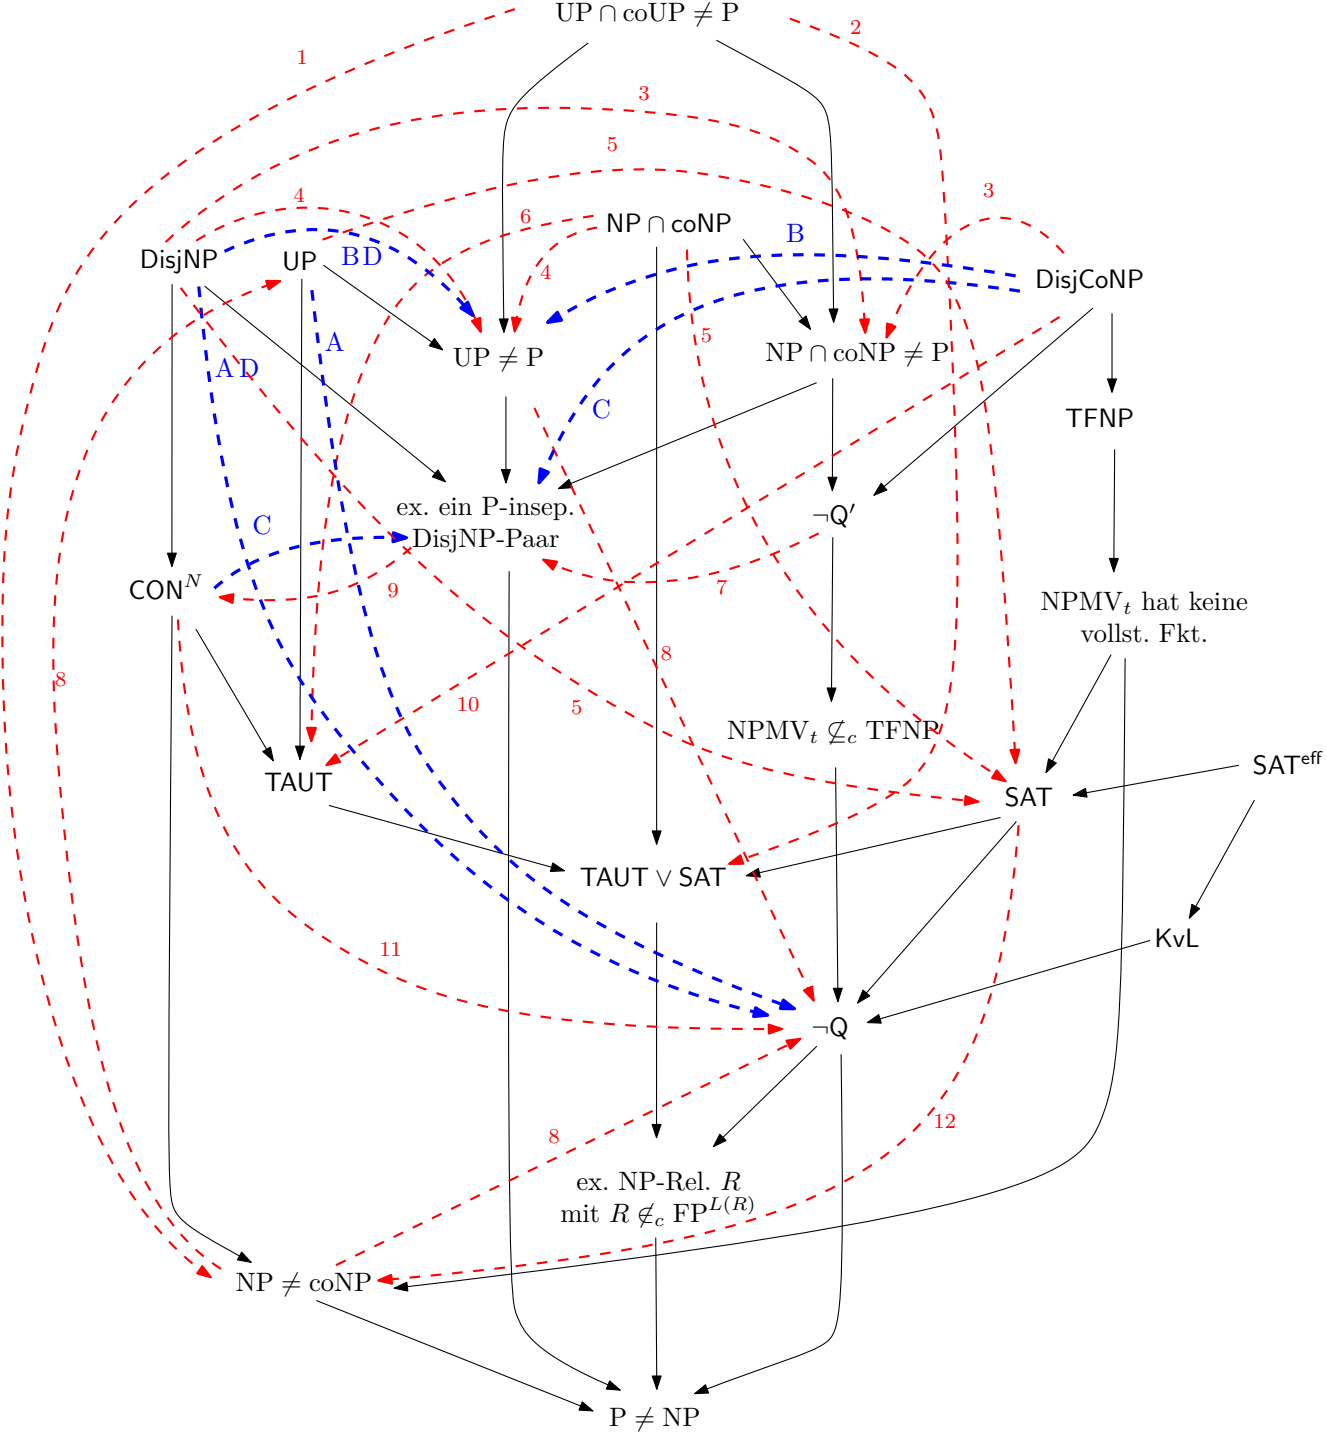 UP ∩ coUP ≠ P
1
2
3
5
3
4
6
NP ∩ coNP
B
DisjNP
UP
B D
4
DisjCoNP
A
5
UP ≠ P
NP ∩ coNP ≠ P
A D
C
TFNP
ex. ein P-insep.
DisjNP-Paar
¬Q′
C
CON^N
9
7
NPMV_t hat keine
vollst. Fkt.
8
8
10
5
NPMV_t ⊈_c TFNP
TAUT
SAT^eff
SAT
TAUT ∨ SAT
KvL
11
¬Q
12
8
ex. NP-Rel. R
mit R ∉_c FP^{L(R)}
NP ≠ coNP
P ≠ NP